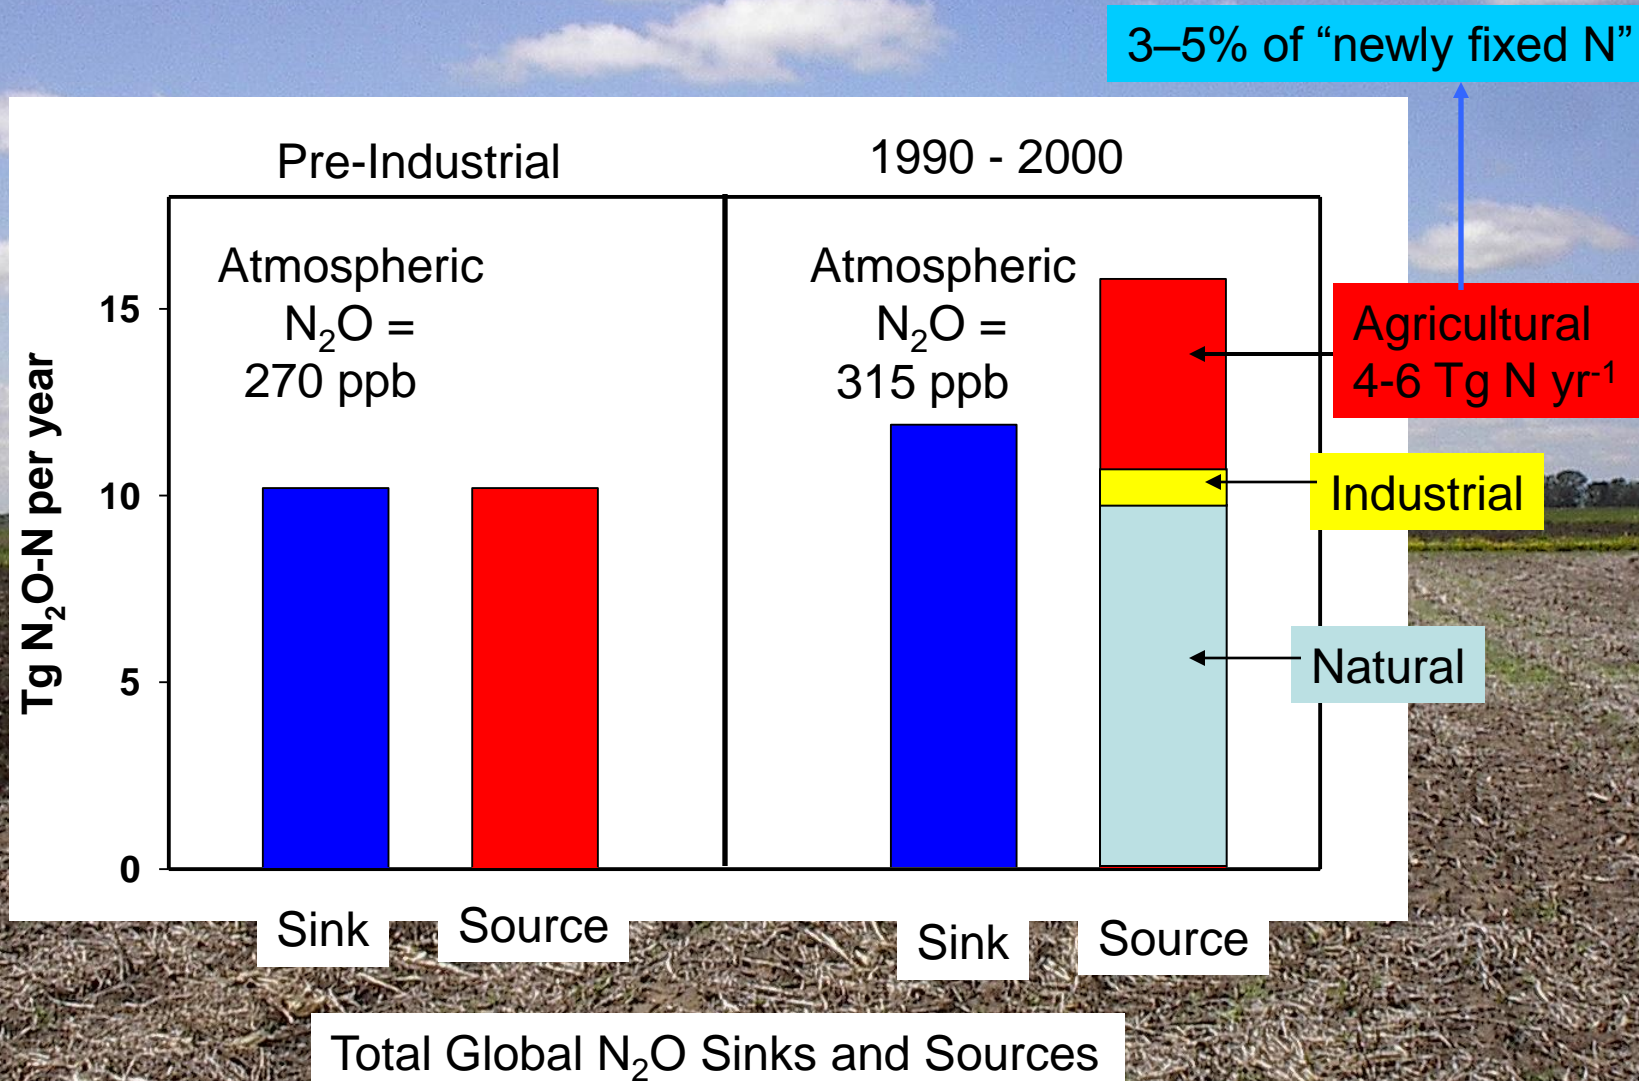 3–5% of “newly fixed N”
Pre-Industrial
1990 - 2000
Atmospheric
N₂O =
270 ppb
Atmospheric
N₂O =
315 ppb
Tg N₂O-N per year
15
10
5
0
Agricultural
4-6 Tg N yr⁻¹
Industrial
Natural
Sink
Source
Sink
Source
Total Global N₂O Sinks and Sources